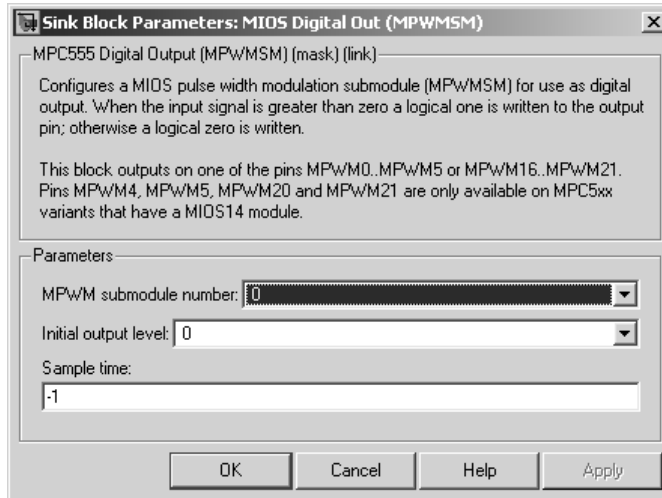 Sink Block Parameters: MIOS Digital Out (MPWMSM)
MPC555 Digital Output (MPWMSM) (mask) (link)
Configures a MIOS pulse width modulation submodule (MPWMSM) for use as digital
output. When the input signal is greater than zero a logical one is written to the output
pin; otherwise a logical zero is written.
This block outputs on one of the pins MPWM0..MPWM5 or MPWM16..MPWM21.
Pins MPWM4, MPWM5, MPWM20 and MPWM21 are only available on MPC5xx
variants that have a MIOS14 module.
Parameters
MPWM submodule number: 0
Initial output level: 0
Sample time:
-1
OK Cancel Help Apply